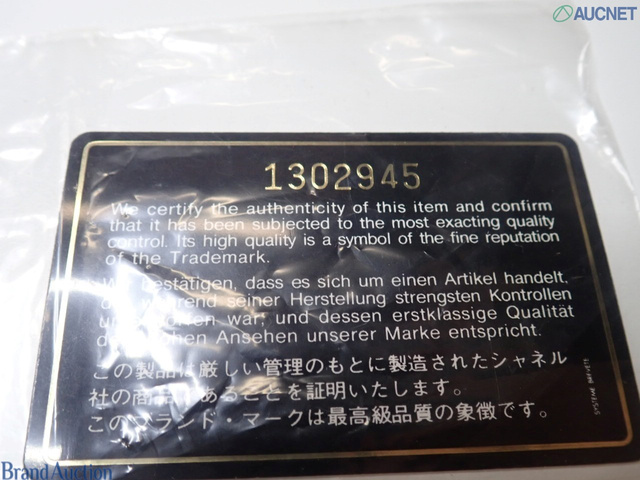 AUCNET
1302945
We certify the authenticity of this item and confirm
that it has been subjected to the most exacting quality
control. Its high quality is a symbol of the fine reputation
of the Trademark.
bestätigen, dass es sich um einen Artikel handelt,
während seiner Herstellung strengsten Kontrollen
war, und dessen erstklassige Qualität
hohen Ansehen unserer Marke entspricht.
この製品は厳しい管理のもとに製造されたシャネル
社の商品であることを証明いたします。
このブランド・マークは最高級品質の象徴です。
BrandAuction